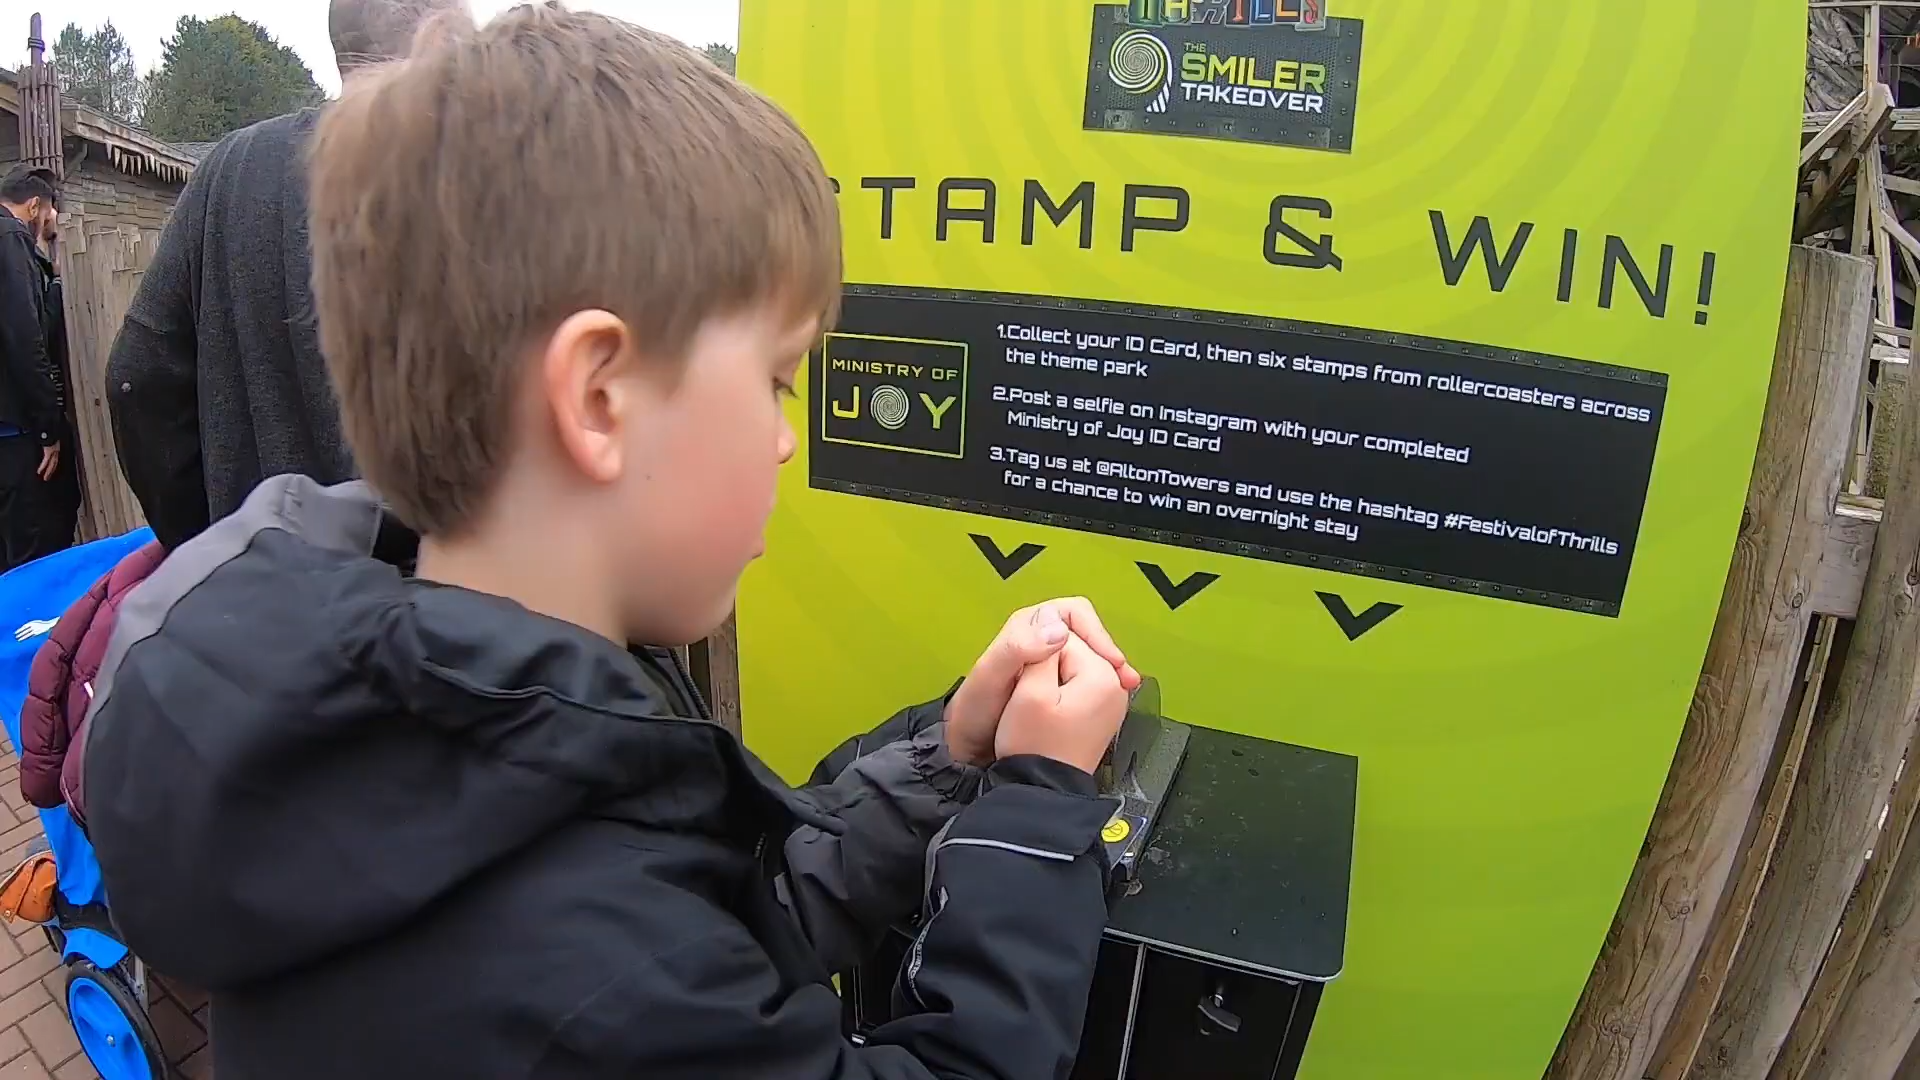 THRILLS
THE
SMILER
TAKEOVER
STAMP & WIN!
MINISTRY OF
JOY
1.Collect your ID Card, then six stamps from rollercoasters across
the theme park
2.Post a selfie on Instagram with your completed
Ministry of Joy ID Card
3.Tag us at @AltonTowers and use the hashtag #FestivalofThrills
for a chance to win an overnight stay